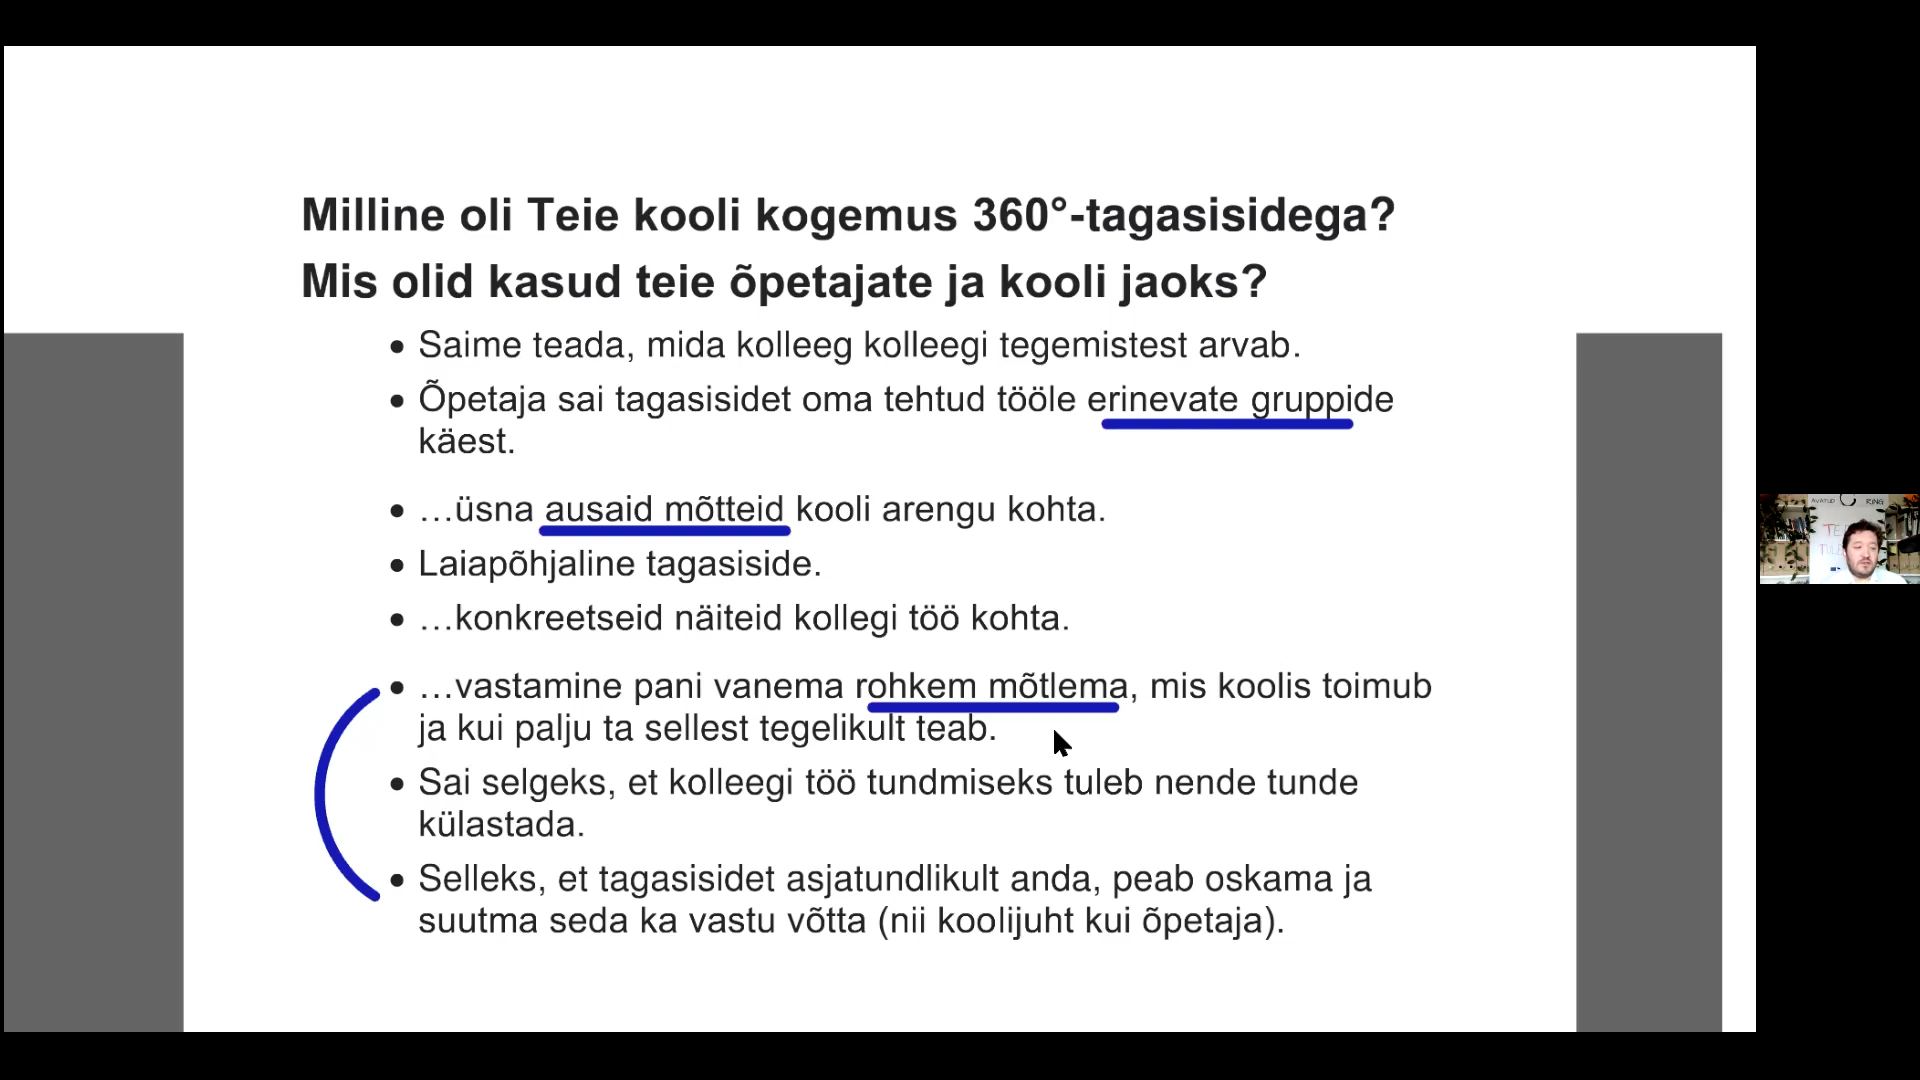 Milline oli Teie kooli kogemus 360°-tagasisidega?
Mis olid kasud teie õpetajate ja kooli jaoks?
• Saime teada, mida kolleeg kolleegi tegemistest arvab.
• Õpetaja sai tagasisidet oma tehtud tööle erinevate gruppide
käest.
• …üsna ausaid mõtteid kooli arengu kohta.
• Laiapõhjaline tagasiside.
• …konkreetseid näiteid kollegi töö kohta.
• …vastamine pani vanema rohkem mõtlema, mis koolis toimub
ja kui palju ta sellest tegelikult teab.
• Sai selgeks, et kolleegi töö tundmiseks tuleb nende tunde
külastada.
• Selleks, et tagasisidet asjatundlikult anda, peab oskama ja
suutma seda ka vastu võtta (nii koolijuht kui õpetaja).
AVATUD RING